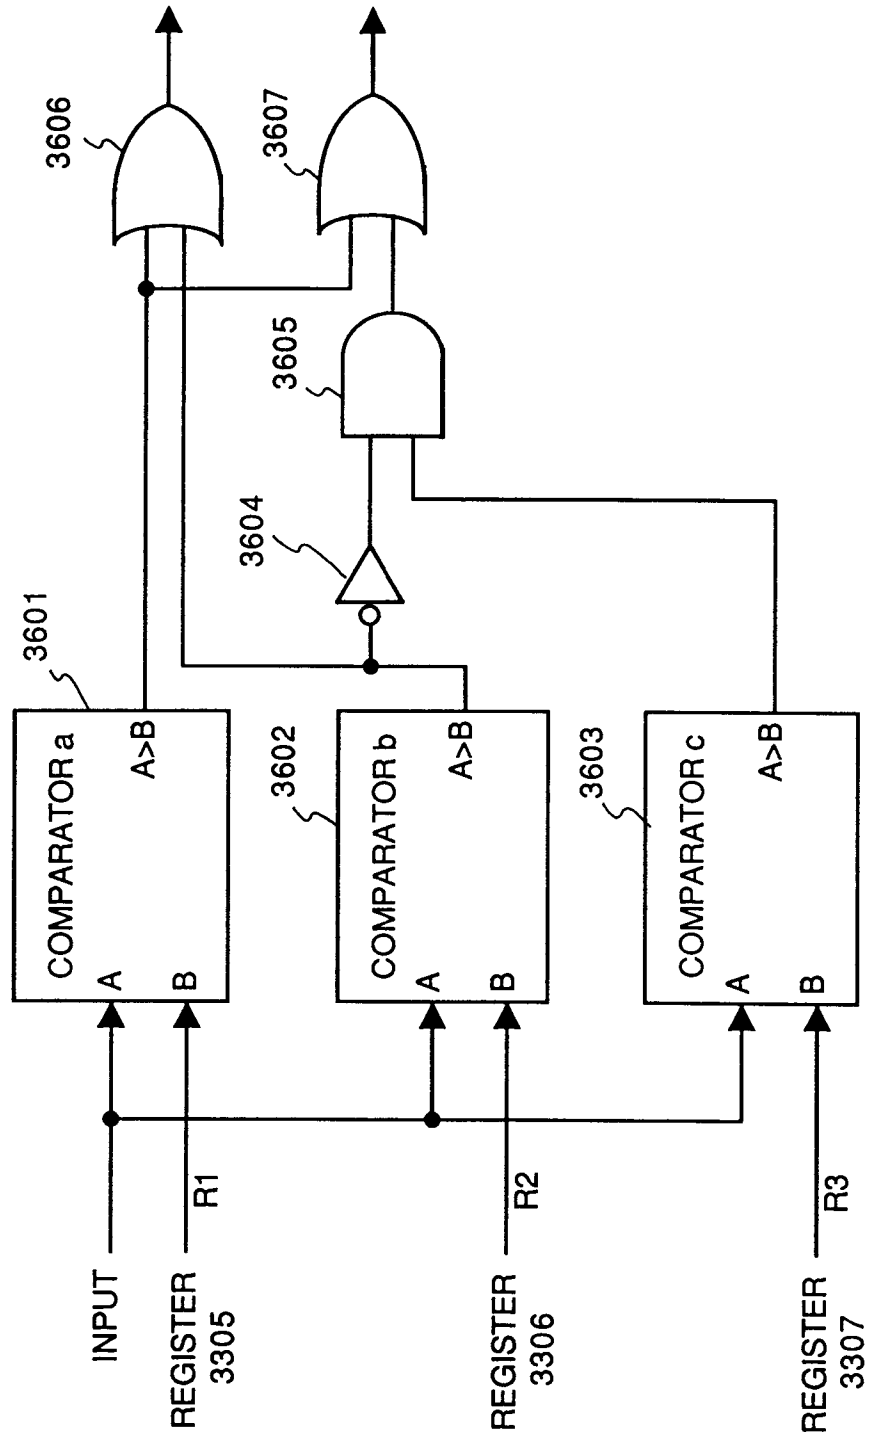 INPUT
REGISTER
3305
R1
COMPARATOR a
A
B
A>B
3601
REGISTER
3306
R2
COMPARATOR b
A
B
A>B
3602
REGISTER
3307
R3
COMPARATOR c
A
B
A>B
3603
3604
3605
3606
3607